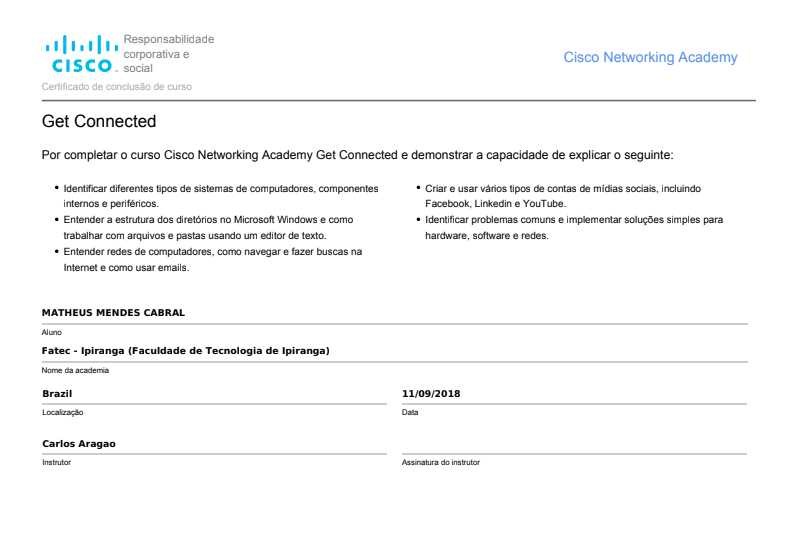 CISCO
Responsabilidade
corporativa e
social
Cisco Networking Academy
Certificado de conclusão de curso
Get Connected
Por completar o curso Cisco Networking Academy Get Connected e demonstrar a capacidade de explicar o seguinte:
• Identificar diferentes tipos de sistemas de computadores, componentes
internos e periféricos.
• Entender a estrutura dos diretórios no Microsoft Windows e como
trabalhar com arquivos e pastas usando um editor de texto.
• Entender redes de computadores, como navegar e fazer buscas na
Internet e como usar emails.
• Criar e usar vários tipos de contas de mídias sociais, incluindo
Facebook, Linkedin e YouTube.
• Identificar problemas comuns e implementar soluções simples para
hardware, software e redes.
MATHEUS MENDES CABRAL
Aluno
Fatec - Ipiranga (Faculdade de Tecnologia de Ipiranga)
Nome da academia
Brazil
Localização
11/09/2018
Data
Carlos Aragao
Instrutor
Assinatura do instrutor